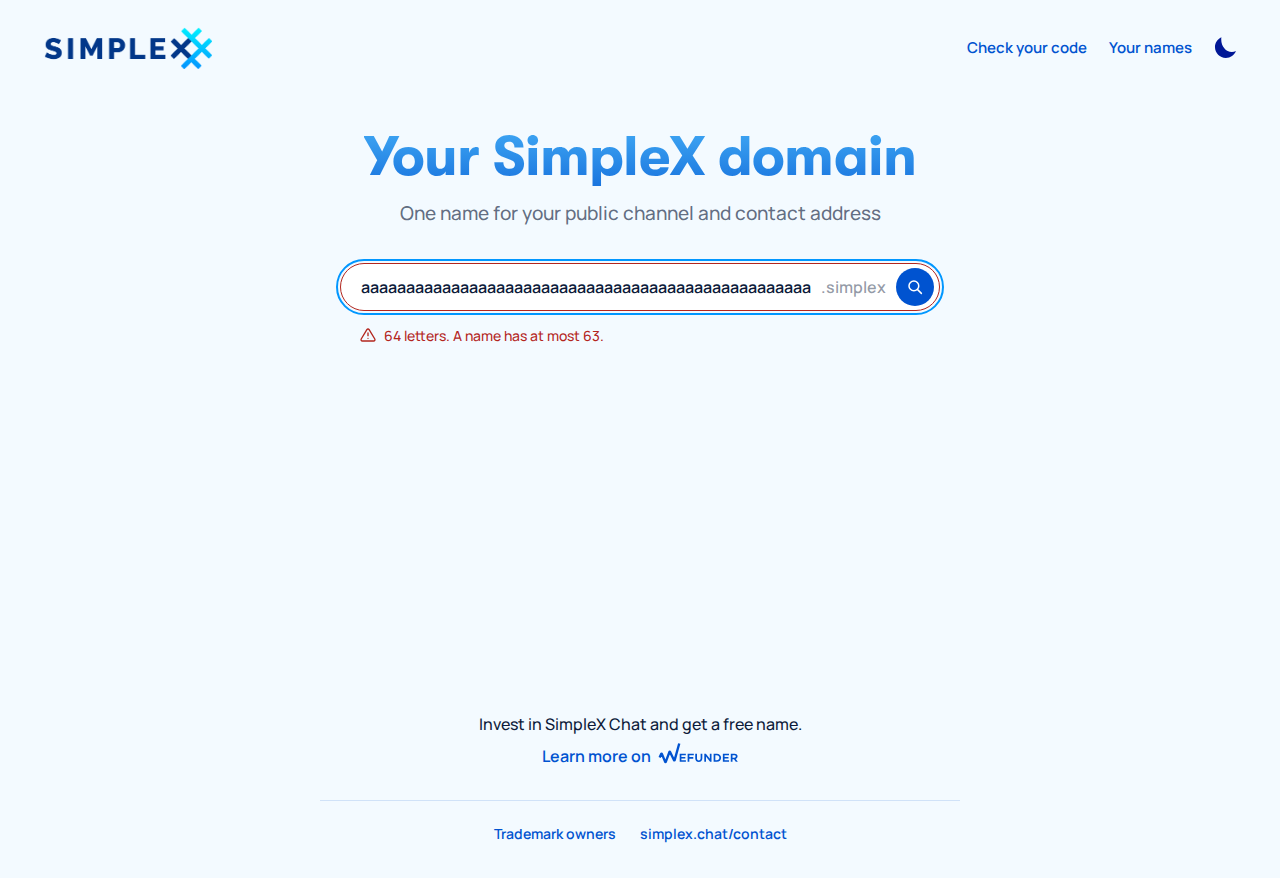 SIMPLEX
Check your code
Your names
Your SimpleX domain
One name for your public channel and contact address
aaaaaaaaaaaaaaaaaaaaaaaaaaaaaaaaaaaaaaaaaaaaaaaaaa .simplex
64 letters. A name has at most 63.
Invest in SimpleX Chat and get a free name.
Learn more on WEFUNDER
Trademark owners
simplex.chat/contact